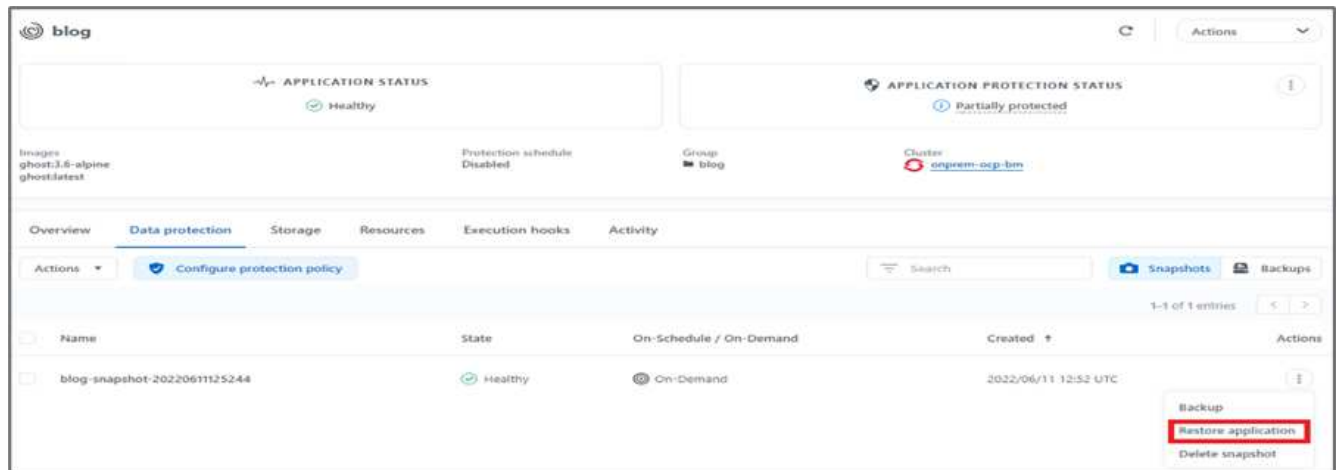 blog
Actions
APPLICATION STATUS
Healthy
APPLICATION PROTECTION STATUS
Partially protected
Images
ghost:3.6-alpine
ghost:latest
Protection schedule
Disabled
Group
blog
Cluster
onprem-ocp-bm
Overview Data protection Storage Resources Execution hooks Activity
Actions Configure protection policy Search Snapshots Backups
1-1 of 1 entries < >
Name State On-Schedule / On-Demand Created ↑ Actions
blog-snapshot-20220611125244 Healthy On-Demand 2022/06/11 12:52 UTC
Backup
Restore application
Delete snapshot